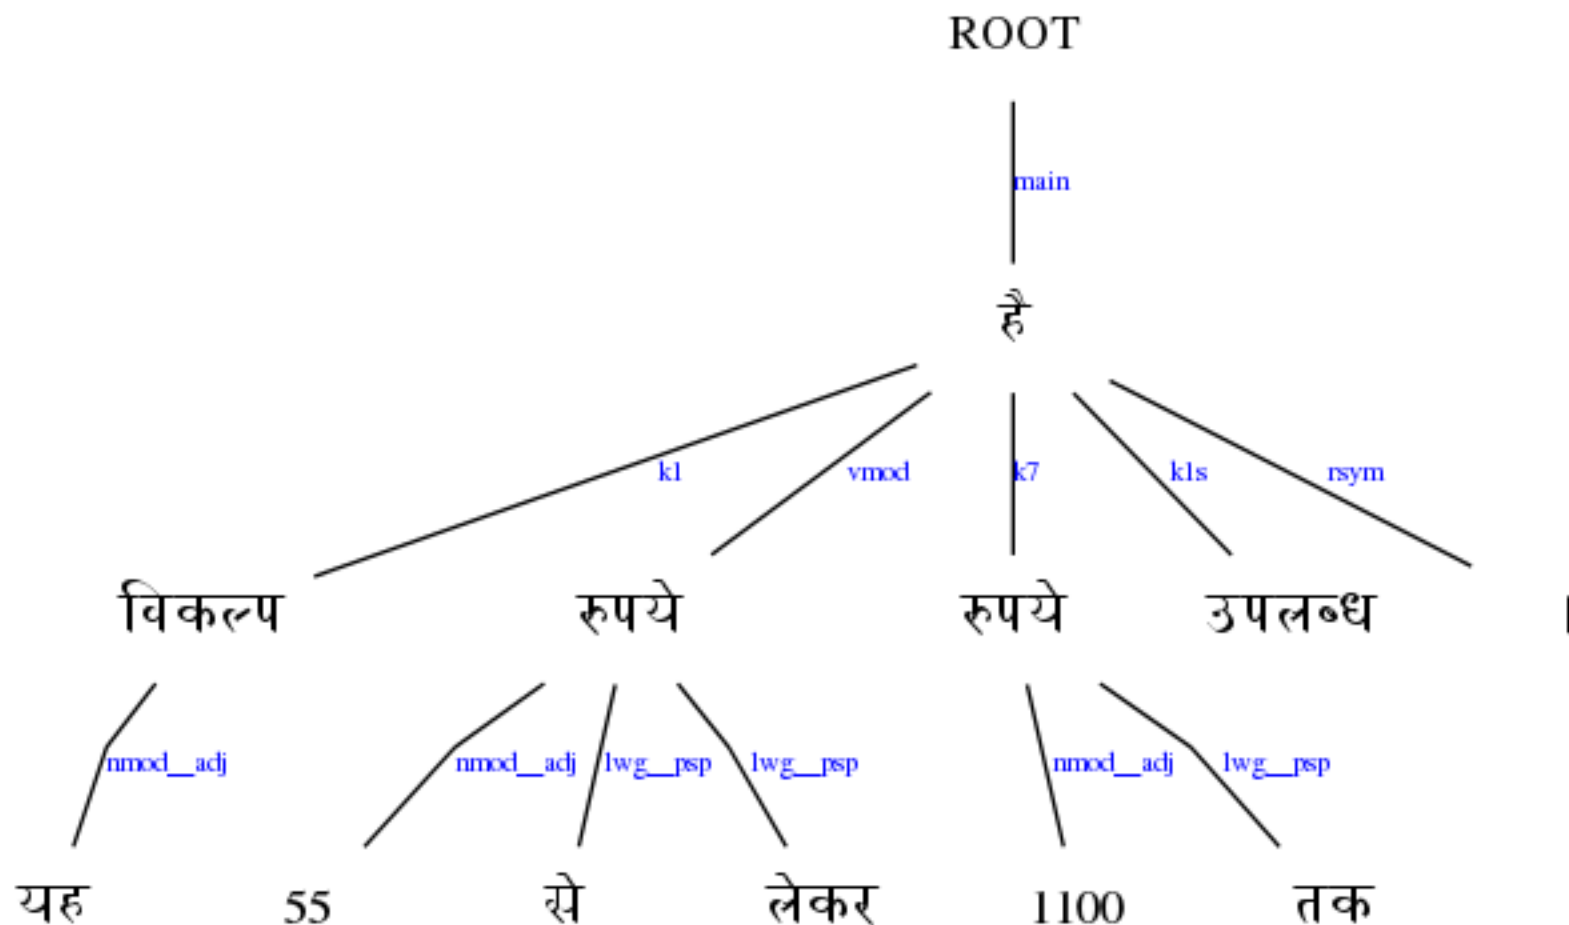 ROOT
main
है
k1 vmod k7 k1s rsym
विकल्प रुपये रुपये उपलब्ध ।
nmod__adj nmod__adj lwg__psp lwg__psp nmod__adj lwg__psp
यह 55 से लेकर 1100 तक